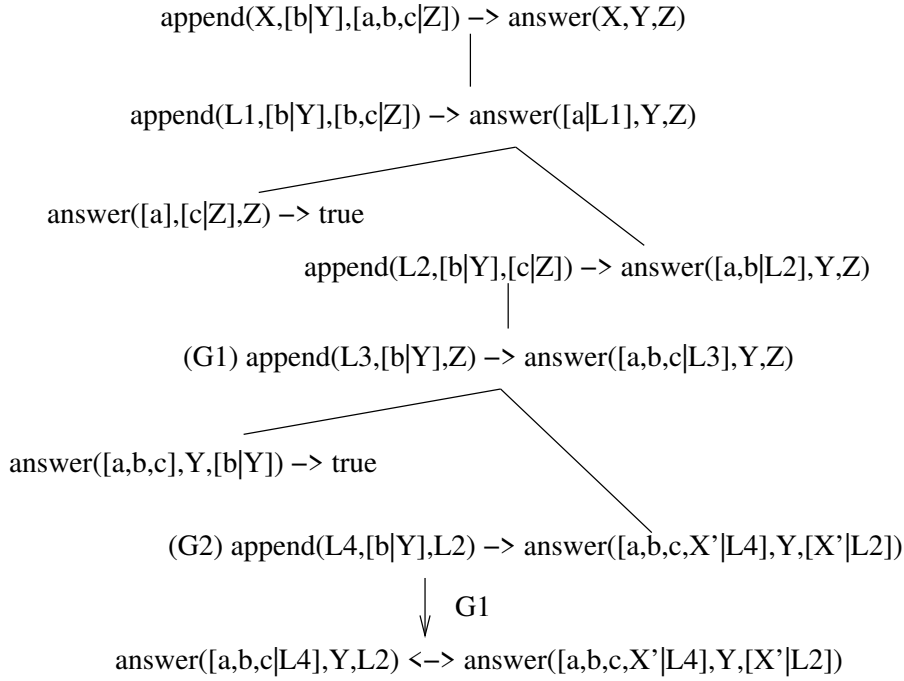 append(X,[b|Y],[a,b,c|Z]) −> answer(X,Y,Z)
append(L1,[b|Y],[b,c|Z]) −> answer([a|L1],Y,Z)
answer([a],[c|Z],Z) −> true
append(L2,[b|Y],[c|Z]) −> answer([a,b|L2],Y,Z)
(G1) append(L3,[b|Y],Z) −> answer([a,b,c|L3],Y,Z)
answer([a,b,c],Y,[b|Y]) −> true
(G2) append(L4,[b|Y],L2) −> answer([a,b,c,X’|L4],Y,[X’|L2])
G1
answer([a,b,c|L4],Y,L2) <−> answer([a,b,c,X’|L4],Y,[X’|L2])